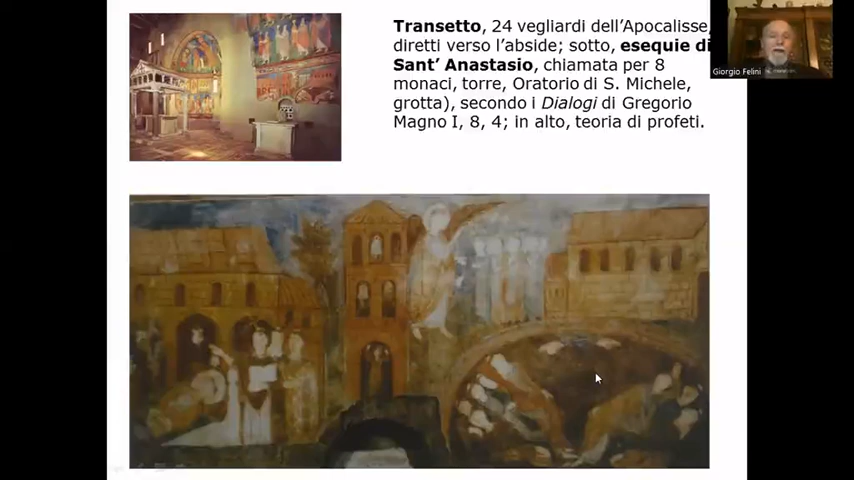 Transetto, 24 vegliardi dell'Apocalisse,
diretti verso l'abside; sotto, esequie di
Sant' Anastasio, chiamata per 8
monaci, torre, Oratorio di S. Michele,
grotta), secondo i Dialogi di Gregorio
Magno I, 8, 4; in alto, teoria di profeti.
Giorgio Felini